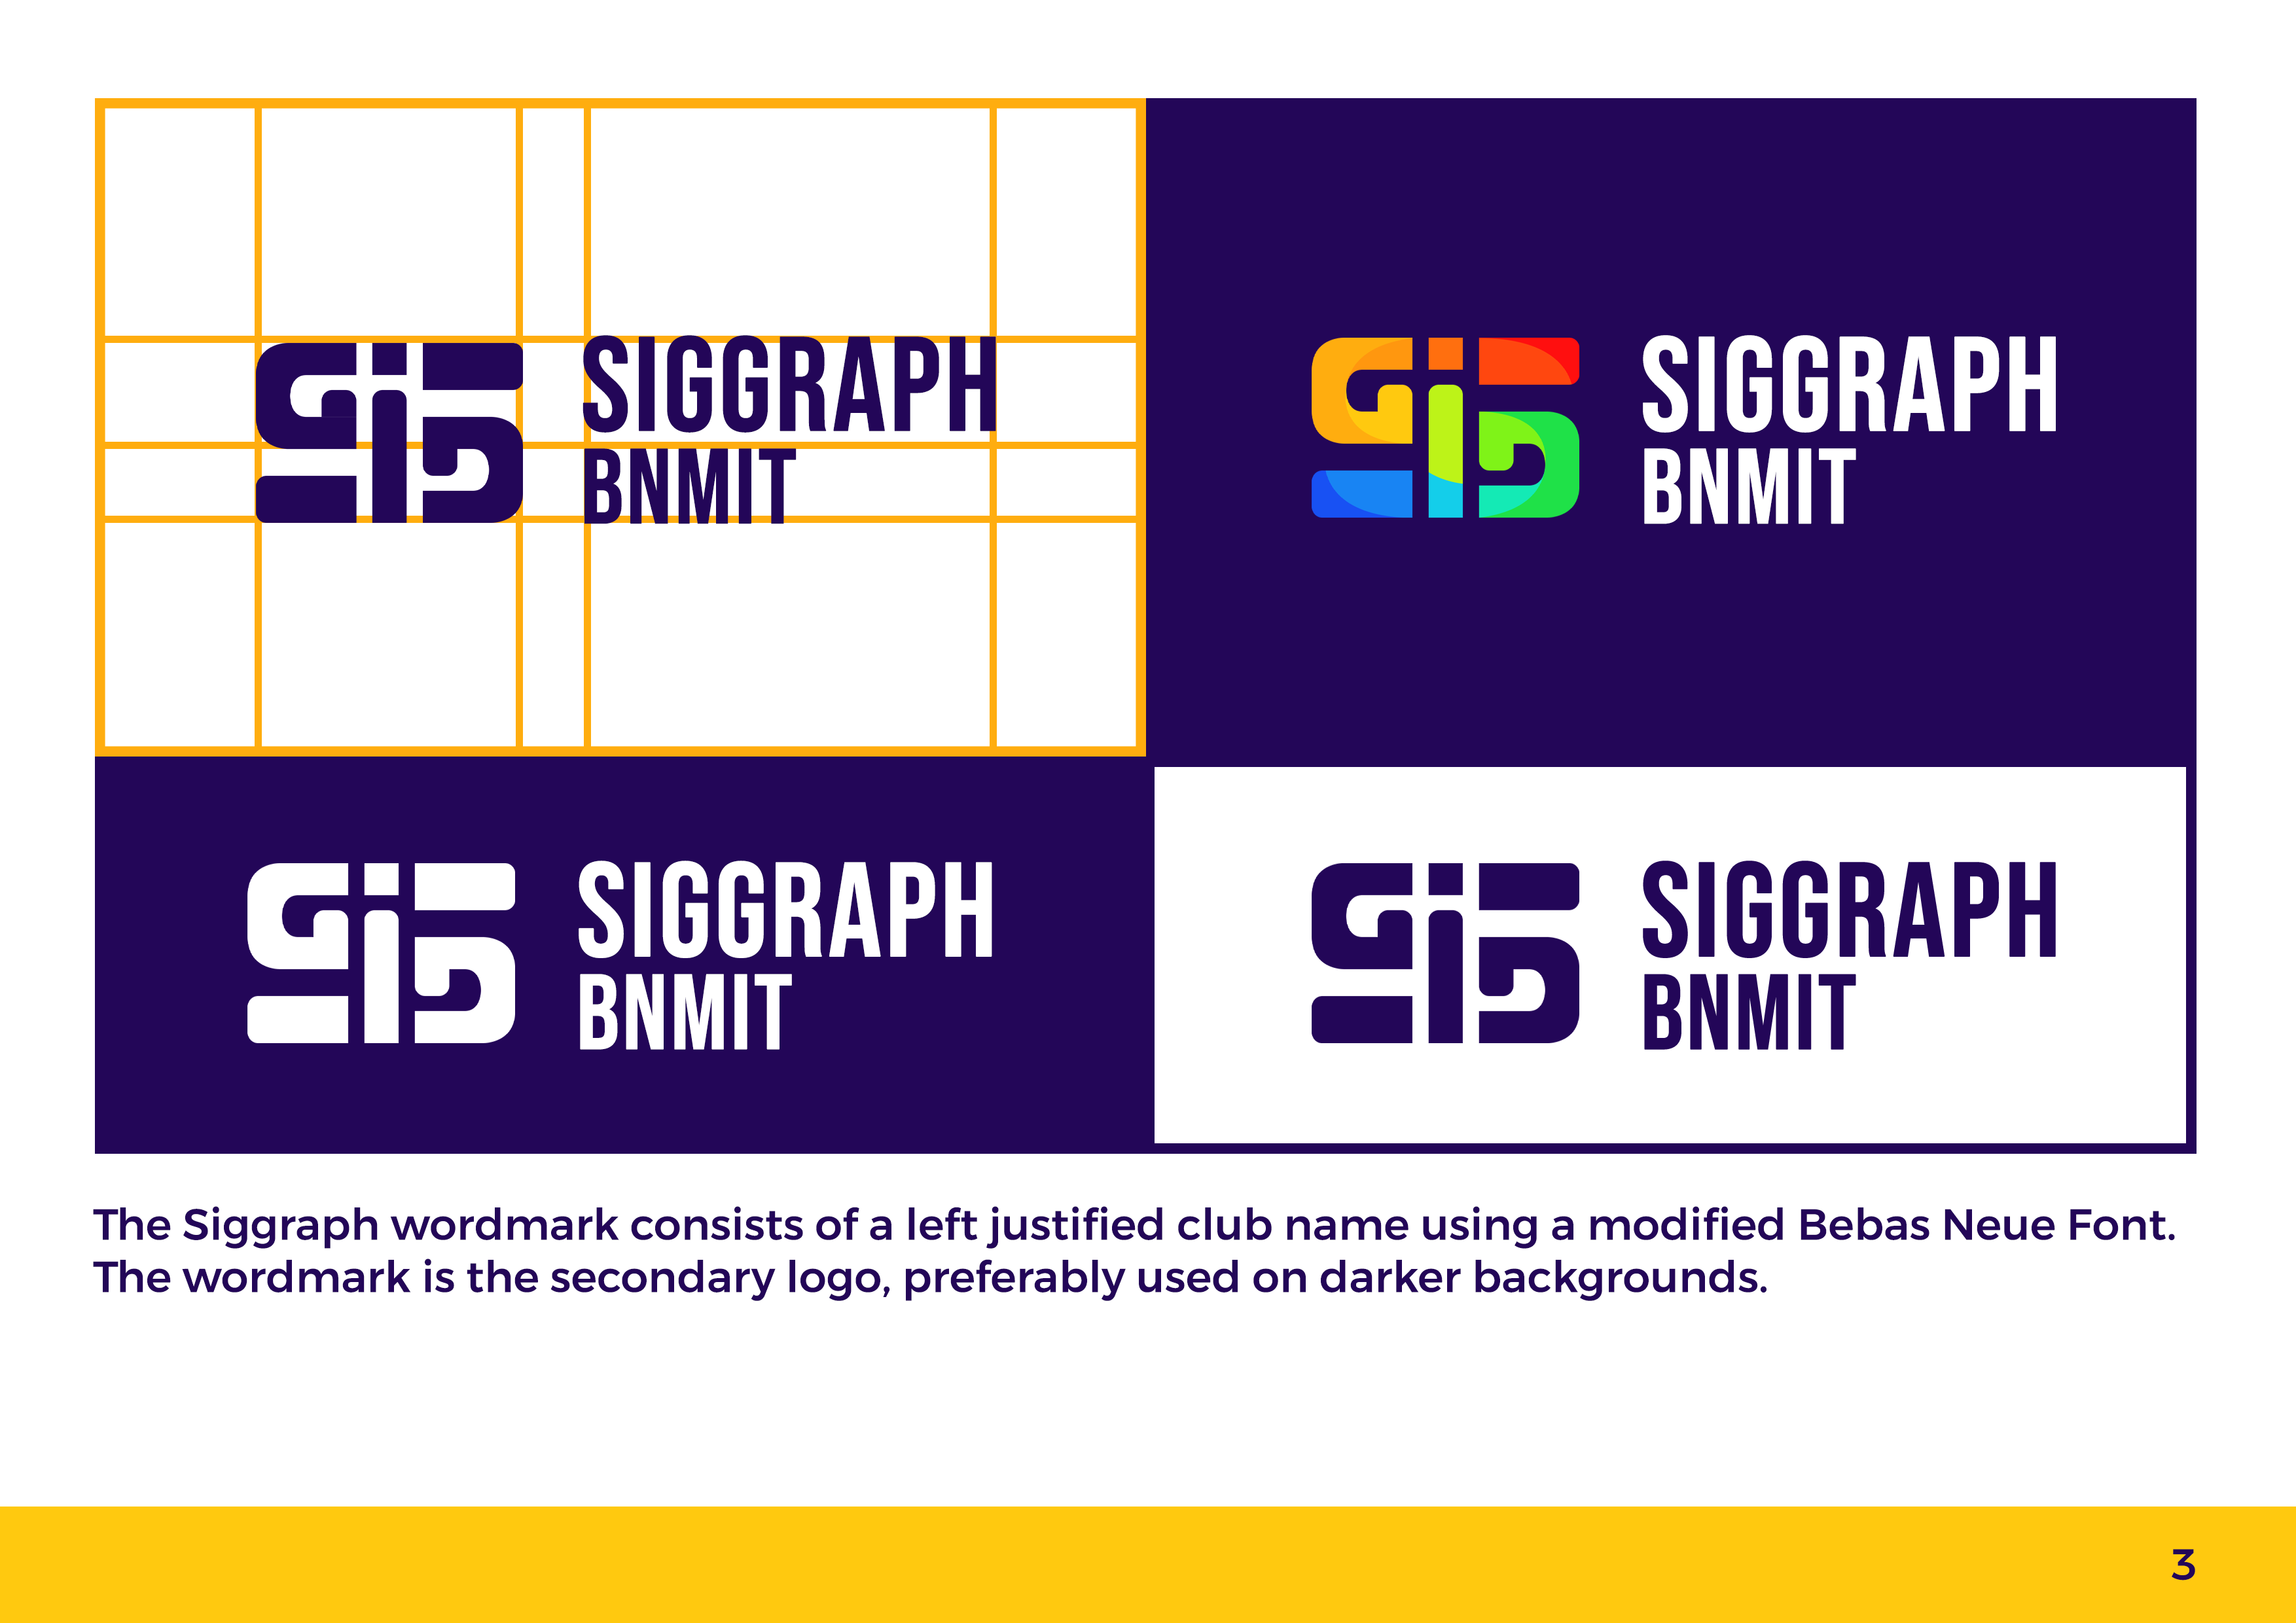 SIGGRAPH
BNMIT
SIGGRAPH
BNMIT
SIGGRAPH
BNMIT
SIGGRAPH
BNMIT
The Siggraph wordmark consists of a left justified club name using a modified Bebas Neue Font.
The wordmark is the secondary logo, preferably used on darker backgrounds.
3